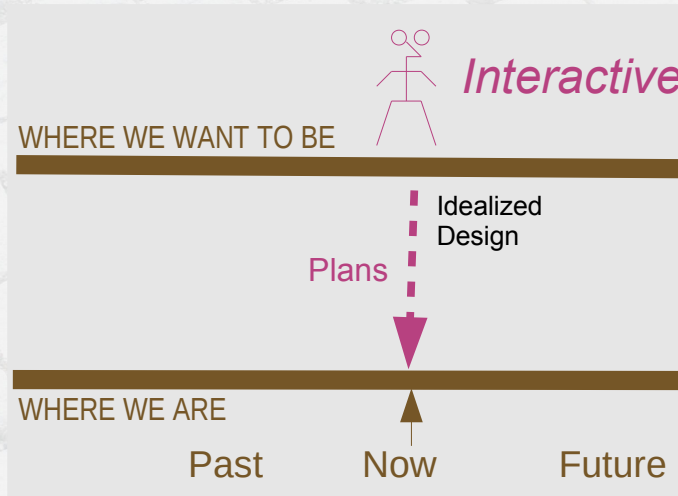 Interactive
WHERE WE WANT TO BE
Idealized
Design
Plans
WHERE WE ARE
Past
Now
Future